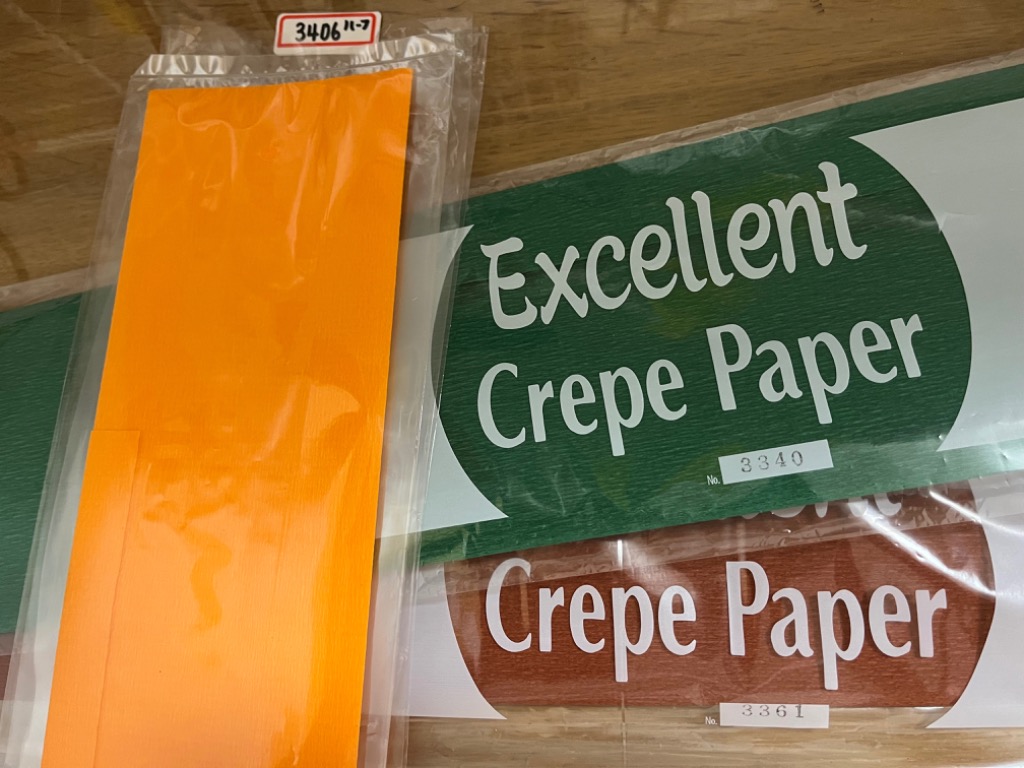 3406 11-7
Excellent
Crepe Paper
No. 3340
Crepe Paper
No. 3361